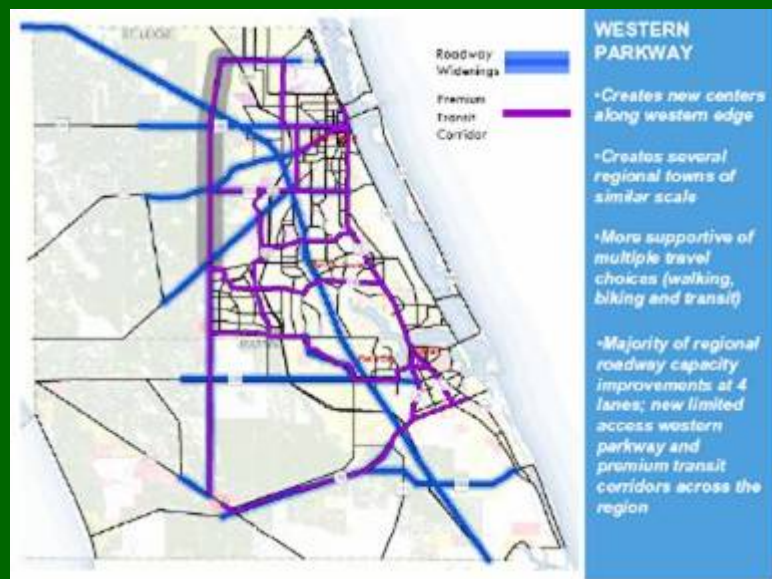 Roadway
Widenings
Premium
Transit
Corridor
WESTERN
PARKWAY
•Creates new centers
along western edge
•Creates several
regional towns of
similar scale
•More supportive of
multiple travel
choices (walking,
biking and transit)
•Majority of regional
roadway capacity
improvements at 4
lanes; new limited
access western
parkway and
premium transit
corridors across the
region